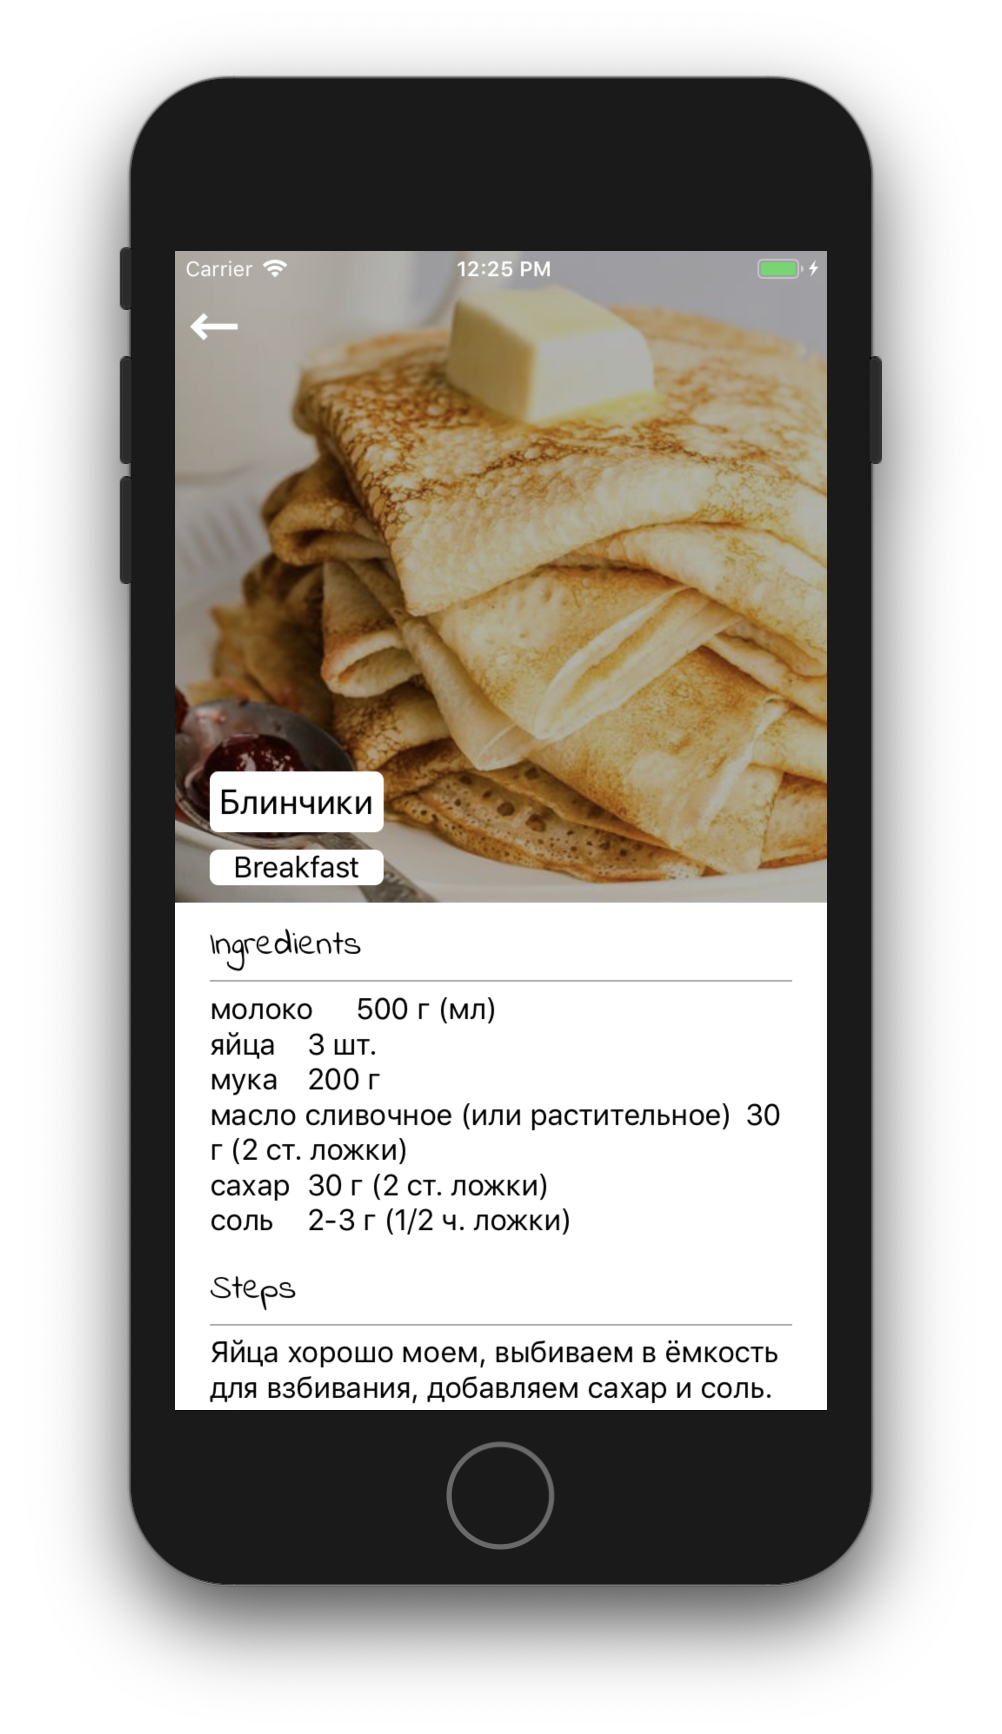 Carrier 12:25 PM
Блинчики
Breakfast
Ingredients
молоко 500 г (мл)
яйца 3 шт.
мука 200 г
масло сливочное (или растительное) 30
г (2 ст. ложки)
сахар 30 г (2 ст. ложки)
соль 2-3 г (1/2 ч. ложки)
Steps
Яйца хорошо моем, выбиваем в ёмкость
для взбивания, добавляем сахар и соль.